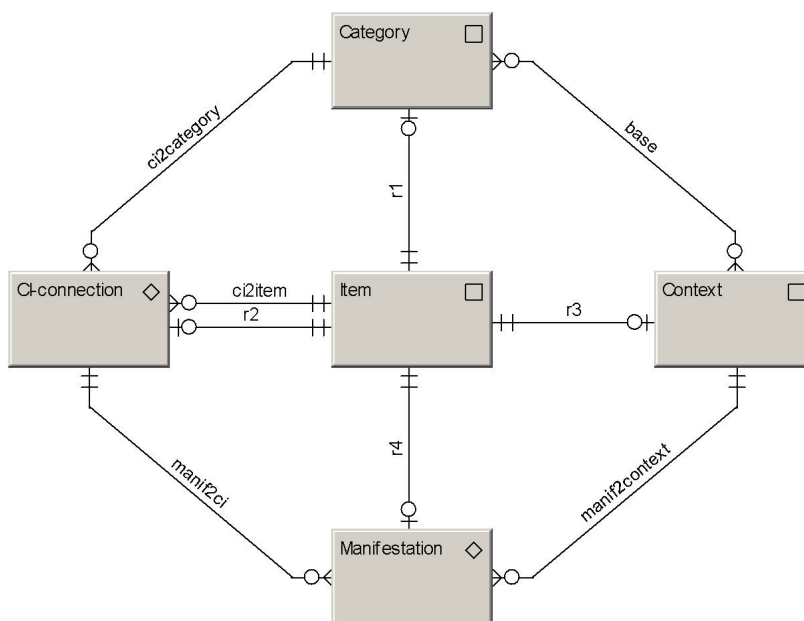 Category
ci2category
base
r1
CI-connection
ci2item
r2
Item
r3
Context
manif2ci
r4
manif2context
Manifestation